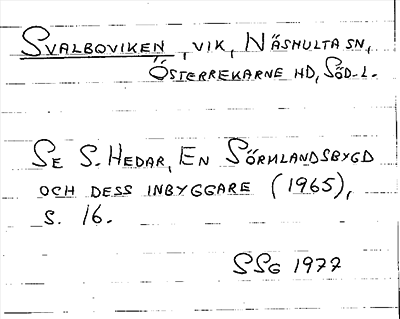 SVALBOVIKEN, VIK, NÄSHULTA SN,
ÖSTERREKARNE HD, SÖD-L.
SE S. HEDAR, EN SÖRMLANDSBYGD
OCH DESS INBYGGARE (1965),
S. 16.
SSG 1977